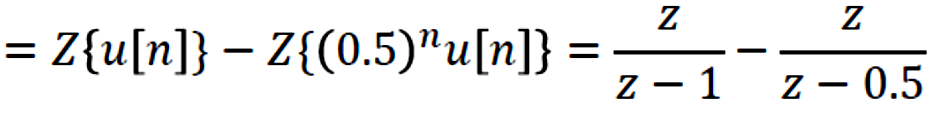 = Z{u[n]} − Z{(0.5)ⁿu[n]} = z/(z − 1) − z/(z − 0.5)